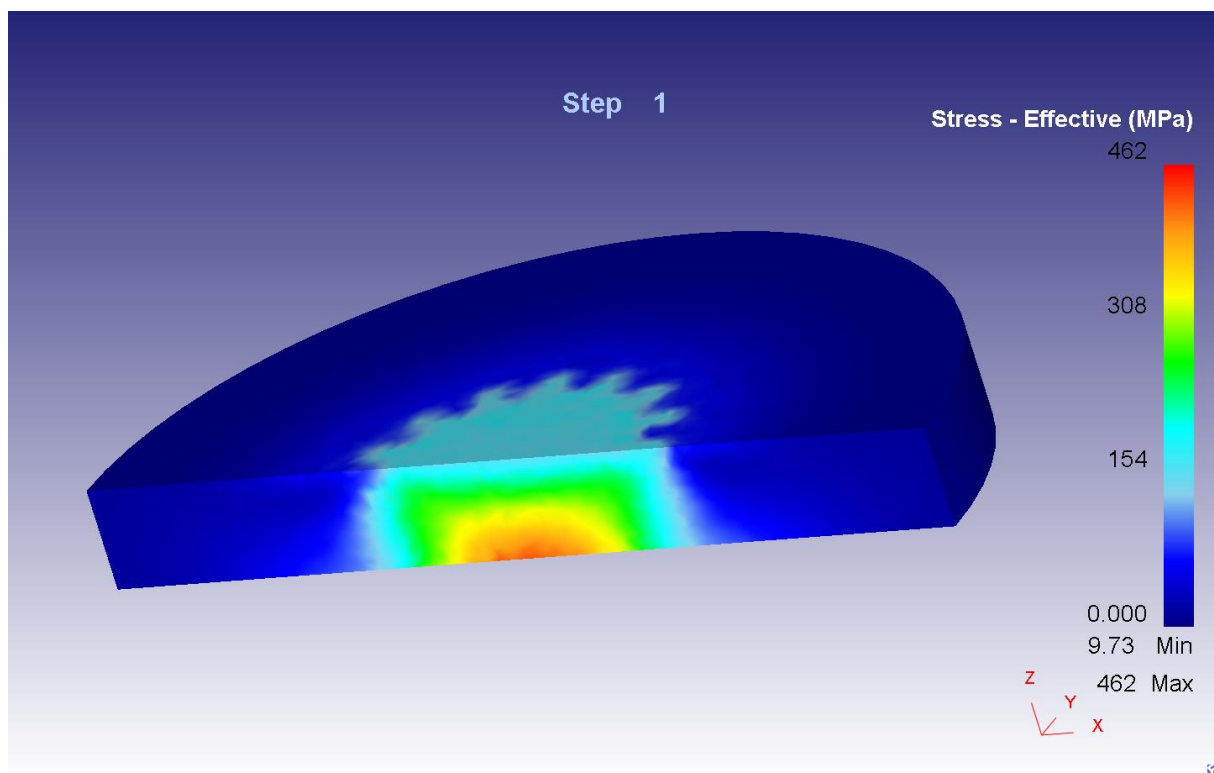 Step 1
Stress - Effective (MPa)
462
308
154
0.000
9.73 Min
462 Max
Z
Y
X